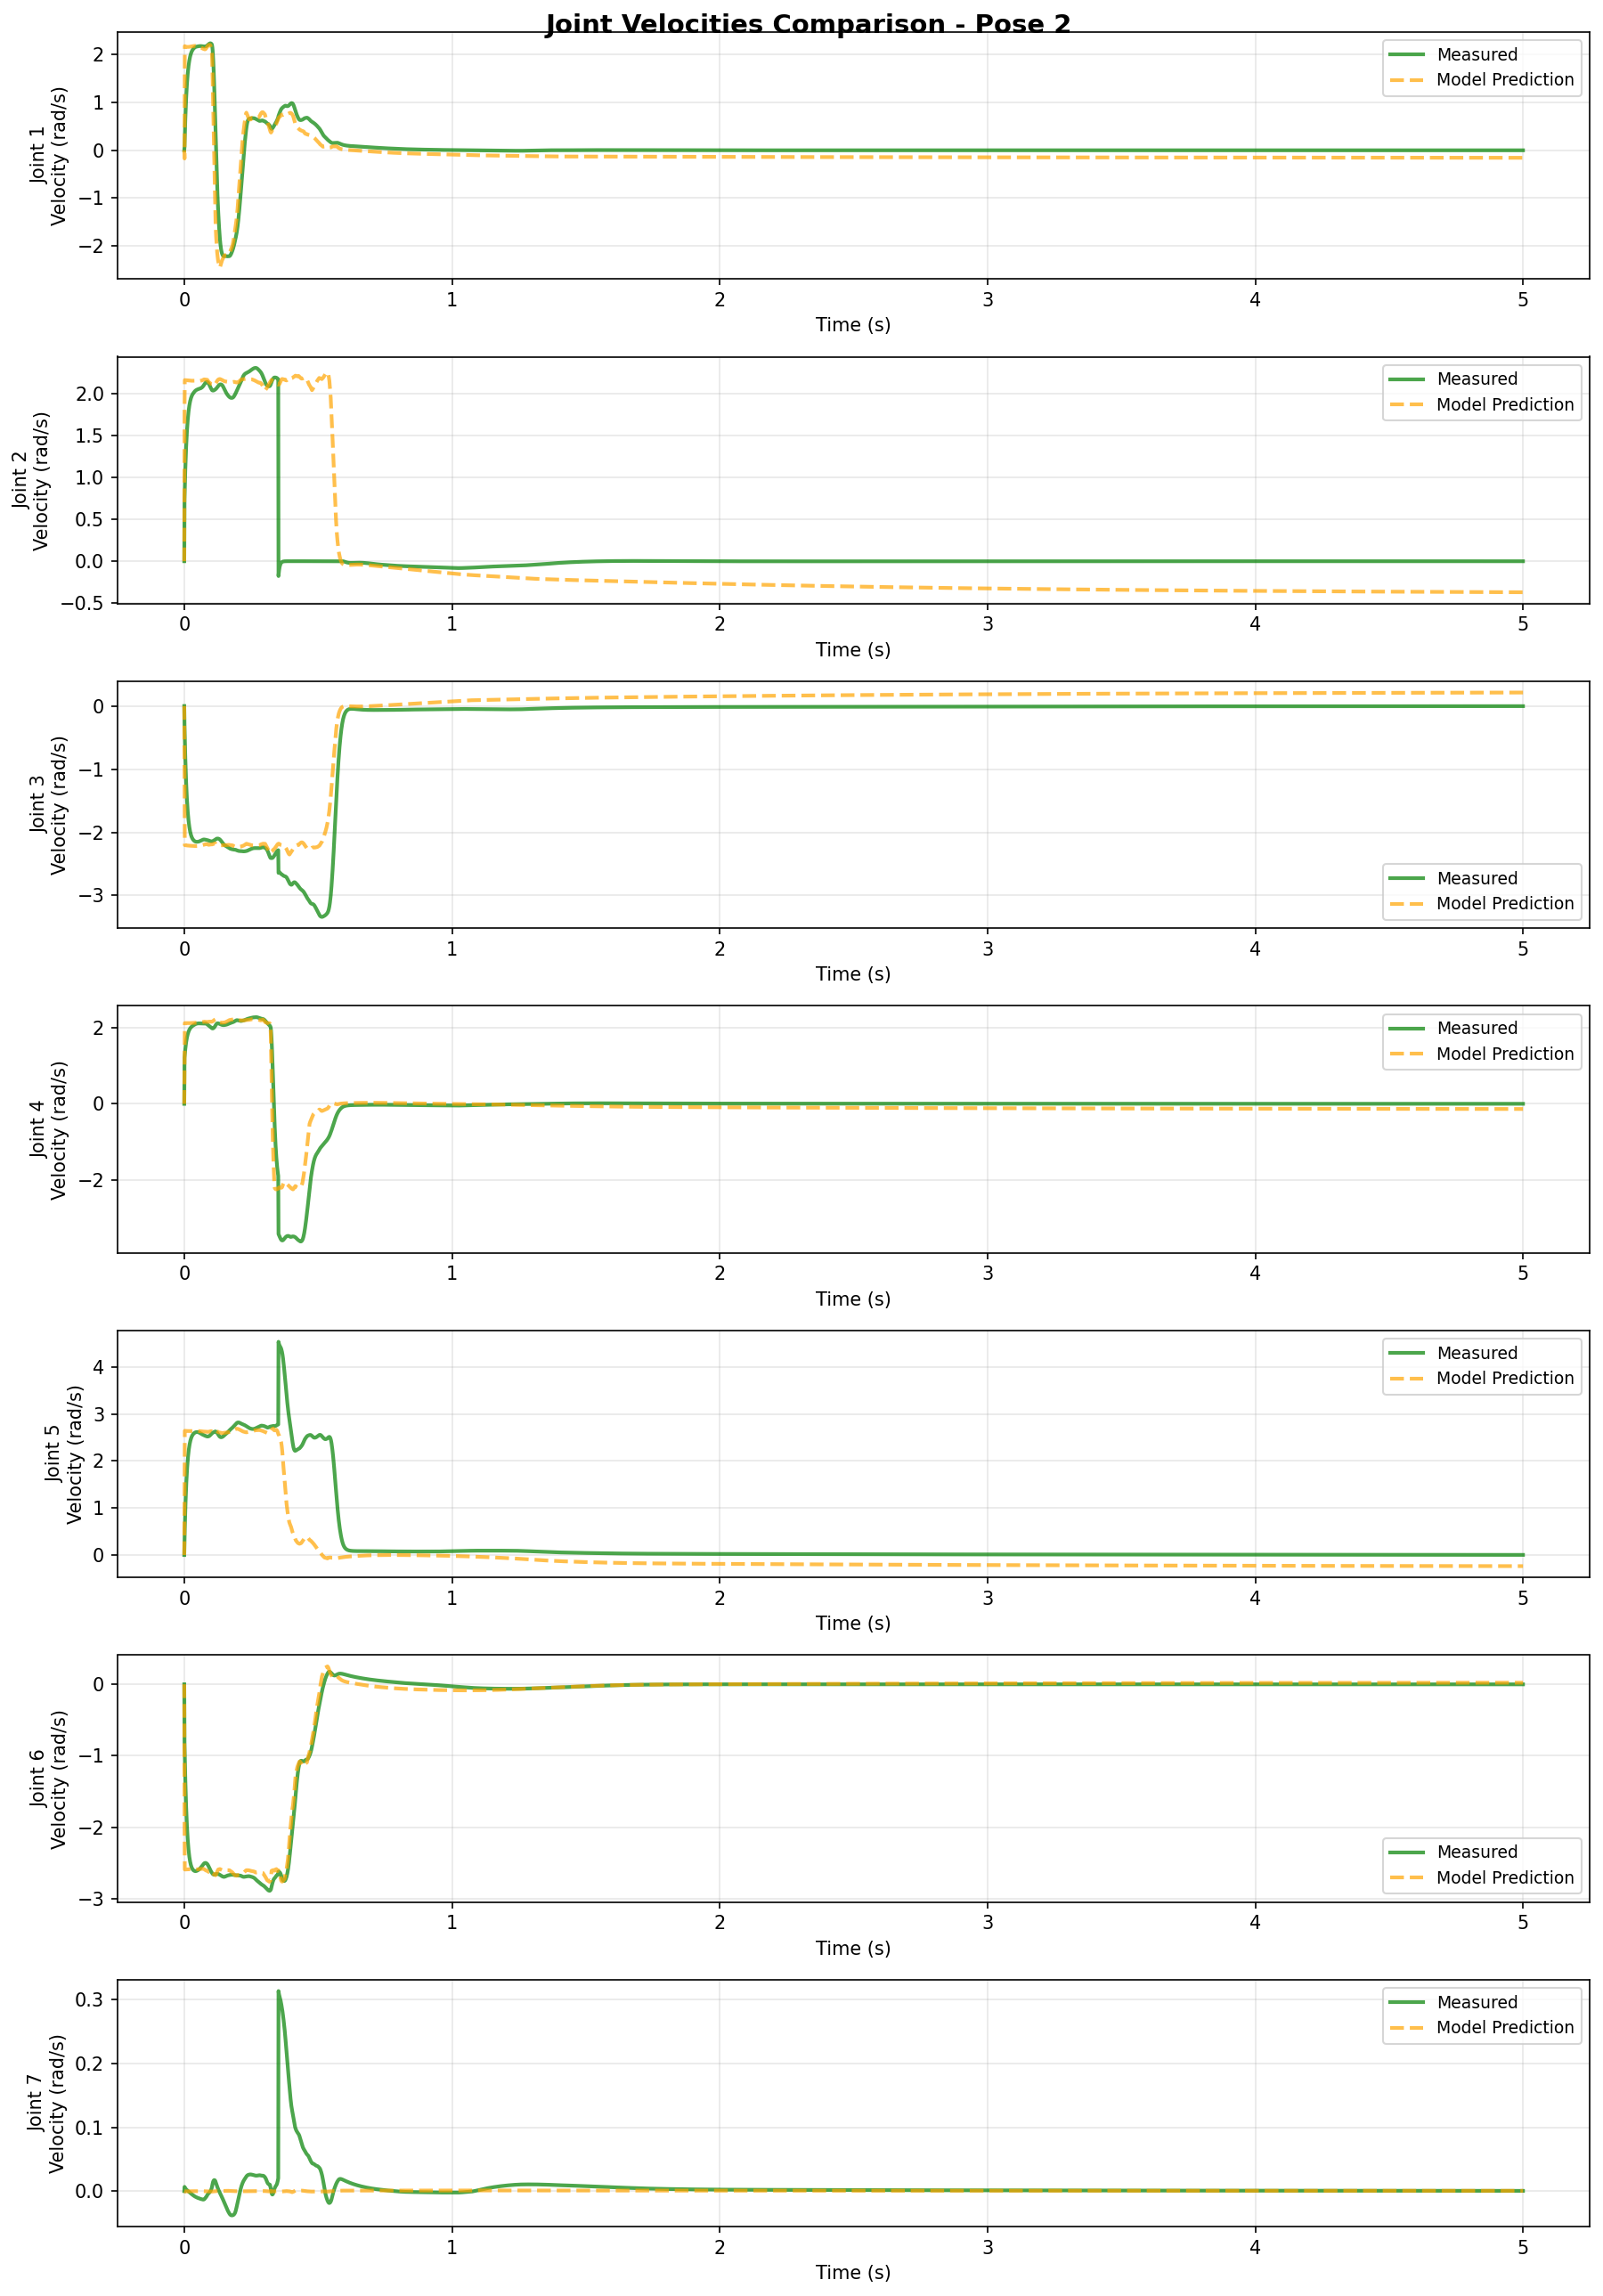 Joint Velocities Comparison - Pose 2
Joint 1
Velocity (rad/s)
2
1
0
−1
−2
Measured
Model Prediction
0 1 2 3 4 5
Time (s)
Joint 2
Velocity (rad/s)
2.0
1.5
1.0
0.5
0.0
−0.5
Measured
Model Prediction
0 1 2 3 4 5
Time (s)
Joint 3
Velocity (rad/s)
0
−1
−2
−3
Measured
Model Prediction
0 1 2 3 4 5
Time (s)
Joint 4
Velocity (rad/s)
2
0
−2
Measured
Model Prediction
0 1 2 3 4 5
Time (s)
Joint 5
Velocity (rad/s)
4
3
2
1
0
Measured
Model Prediction
0 1 2 3 4 5
Time (s)
Joint 6
Velocity (rad/s)
0
−1
−2
−3
Measured
Model Prediction
0 1 2 3 4 5
Time (s)
Joint 7
Velocity (rad/s)
0.3
0.2
0.1
0.0
Measured
Model Prediction
0 1 2 3 4 5
Time (s)